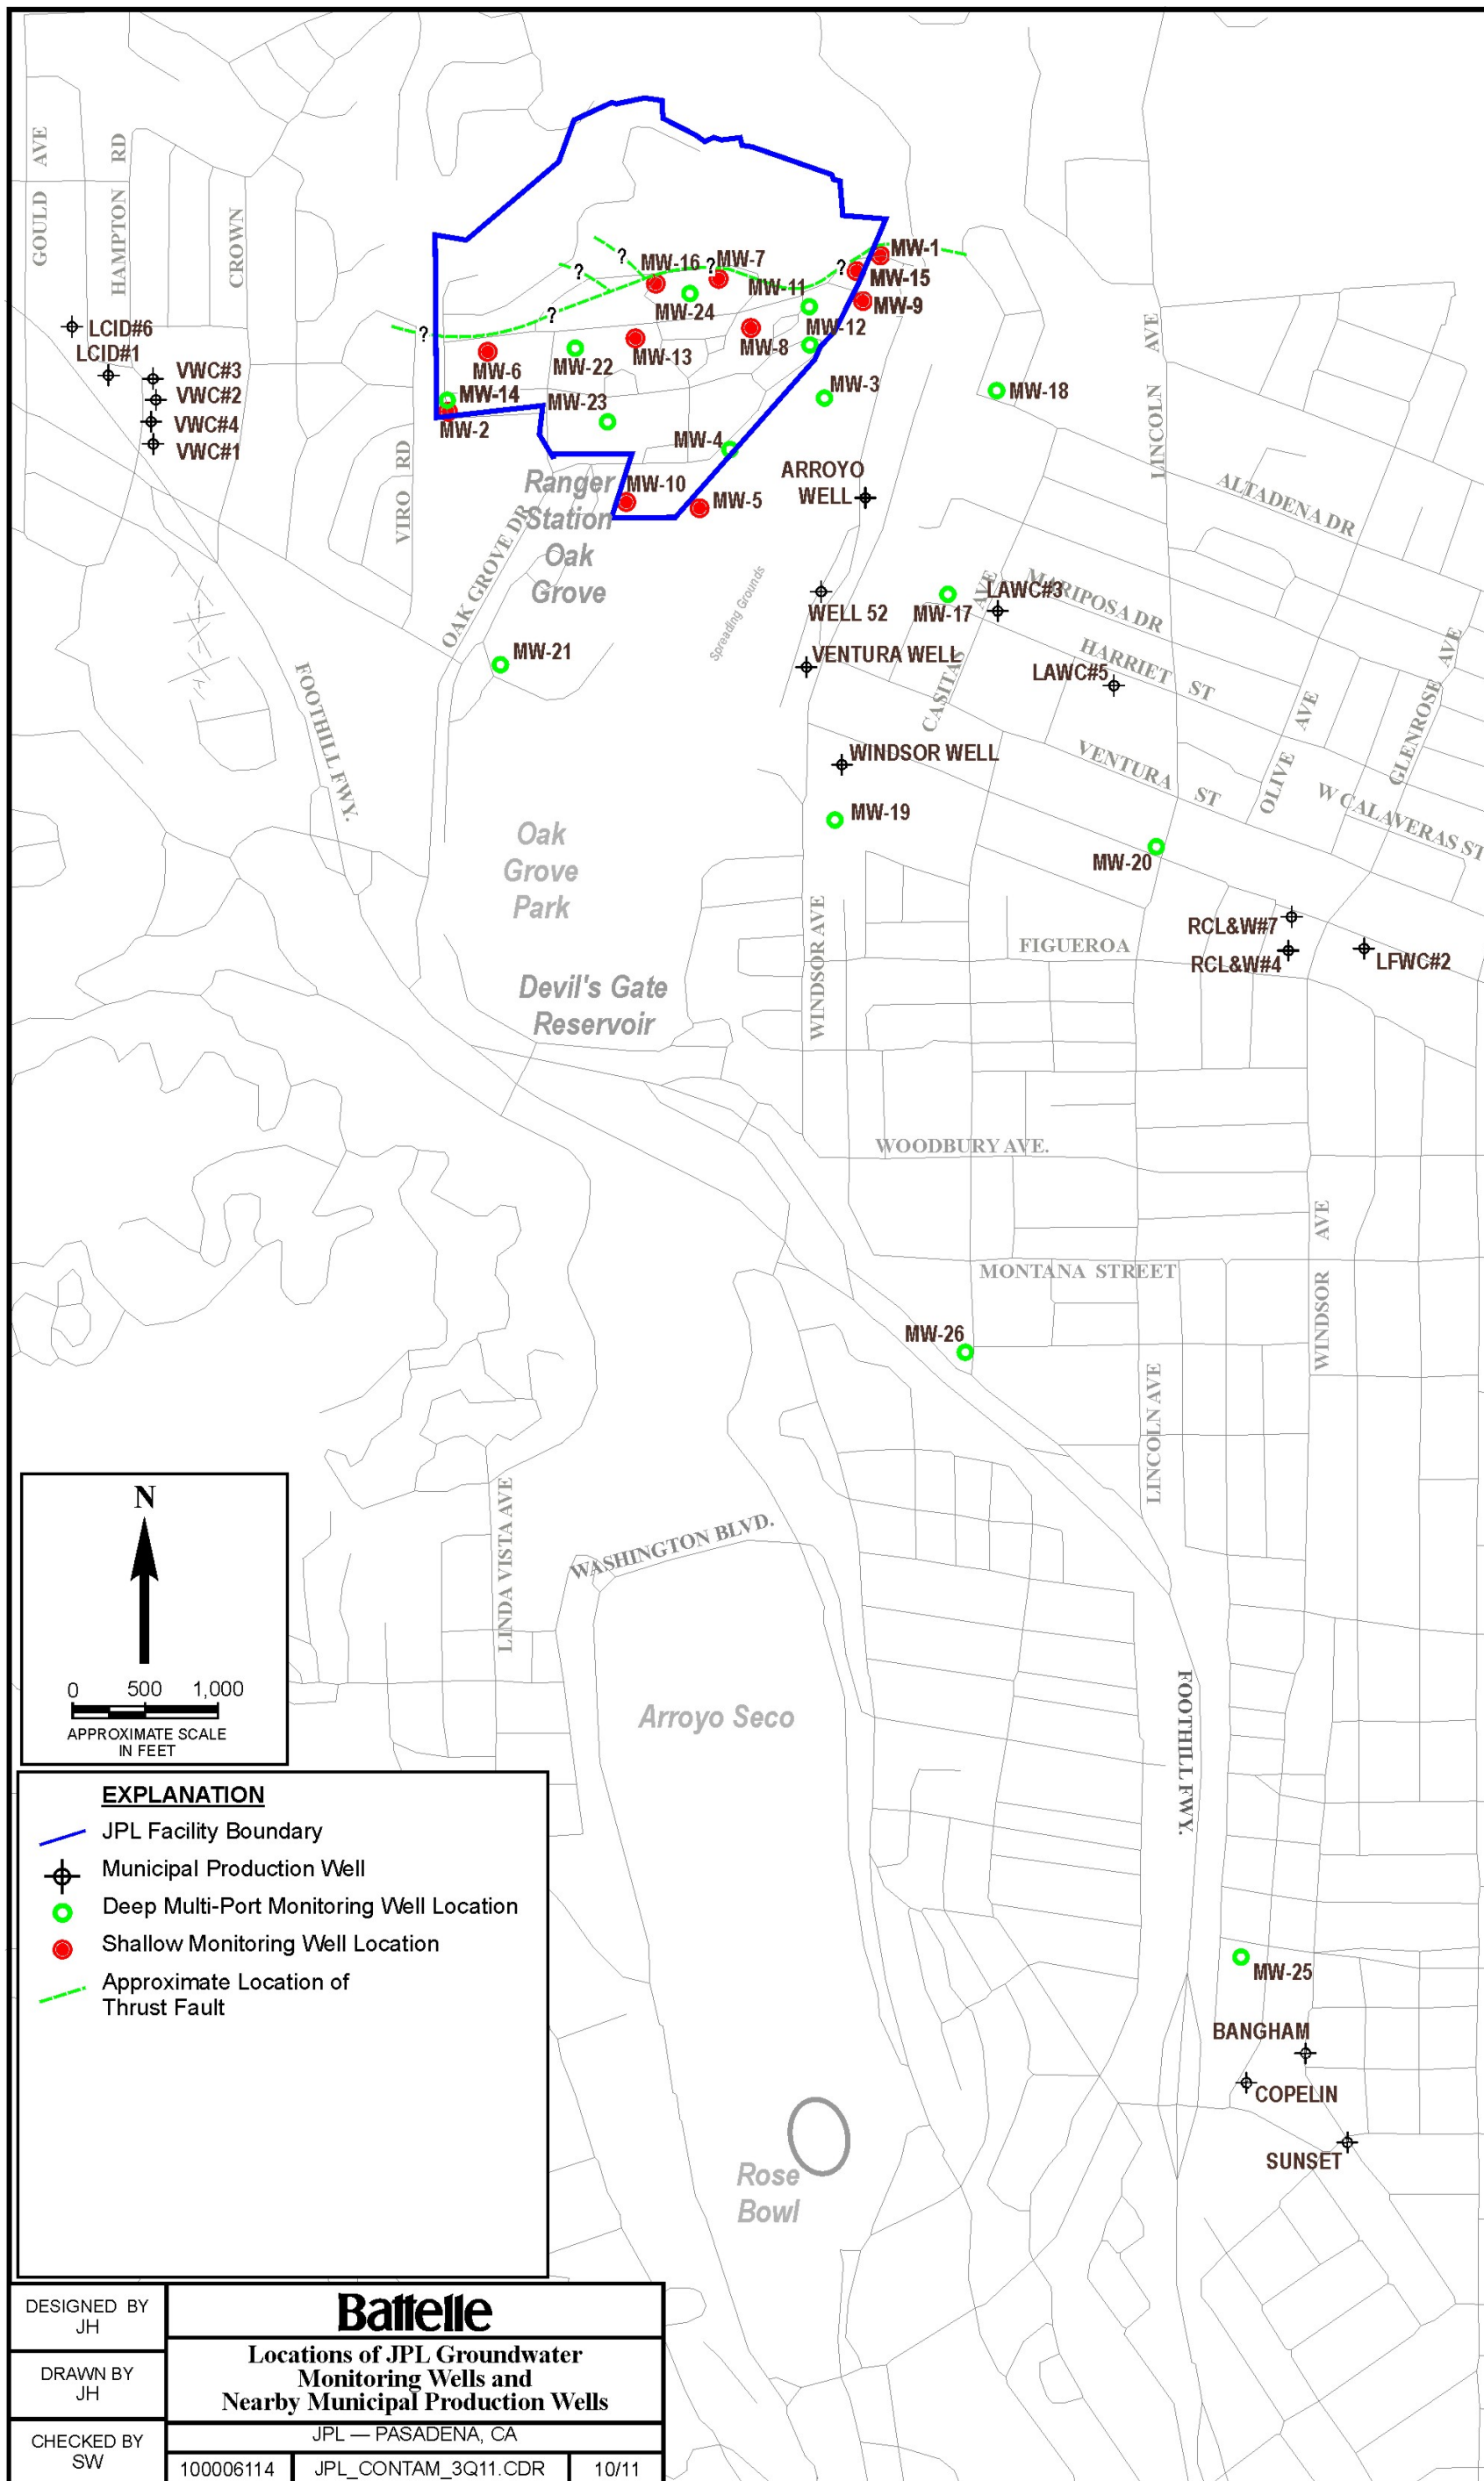 GOULD AVE
HAMPTON RD
CROWN
LCID#6
LCID#1
VWC#3
VWC#2
VWC#4
VWC#1
VIRO RD
?
?
?
?
?
?
MW-16
MW-7
MW-1
MW-15
MW-11
MW-9
MW-24
MW-12
MW-8
MW-13
MW-22
MW-6
MW-14
MW-2
MW-23
MW-3
MW-18
MW-4
MW-10
MW-5
ARROYO
WELL
LINCOLN AVE
ALTADENA DR
Ranger
Station
Oak
Grove
OAK GROVE DR
Spreading Grounds
WELL 52
MW-17
LAWC#3
MARIPOSA DR
HARRIET ST
MW-21
VENTURA WELL
CASITAS AVE
LAWC#5
GLENROSE AVE
OLIVE AVE
FOOTHILL FWY.
WINDSOR WELL
VENTURA ST
W CALAVERAS ST
MW-19
MW-20
Oak
Grove
Park
WINDSOR AVE
FIGUEROA
RCL&W#7
RCL&W#4
LFWC#2
Devil's Gate
Reservoir
WOODBURY AVE.
WINDSOR AVE
MONTANA STREET
MW-26
LINCOLN AVE
LINDA VISTA AVE
WASHINGTON BLVD.
N
0 500 1,000
APPROXIMATE SCALE
IN FEET
Arroyo Seco
FOOTHILL FWY.
EXPLANATION
JPL Facility Boundary
Municipal Production Well
Deep Multi-Port Monitoring Well Location
Shallow Monitoring Well Location
Approximate Location of
Thrust Fault
MW-25
BANGHAM
COPELIN
SUNSET
Rose
Bowl
DESIGNED BY
JH
DRAWN BY
JH
CHECKED BY
SW
Battelle
Locations of JPL Groundwater
Monitoring Wells and
Nearby Municipal Production Wells
JPL — PASADENA, CA
100006114 JPL_CONTAM_3Q11.CDR 10/11